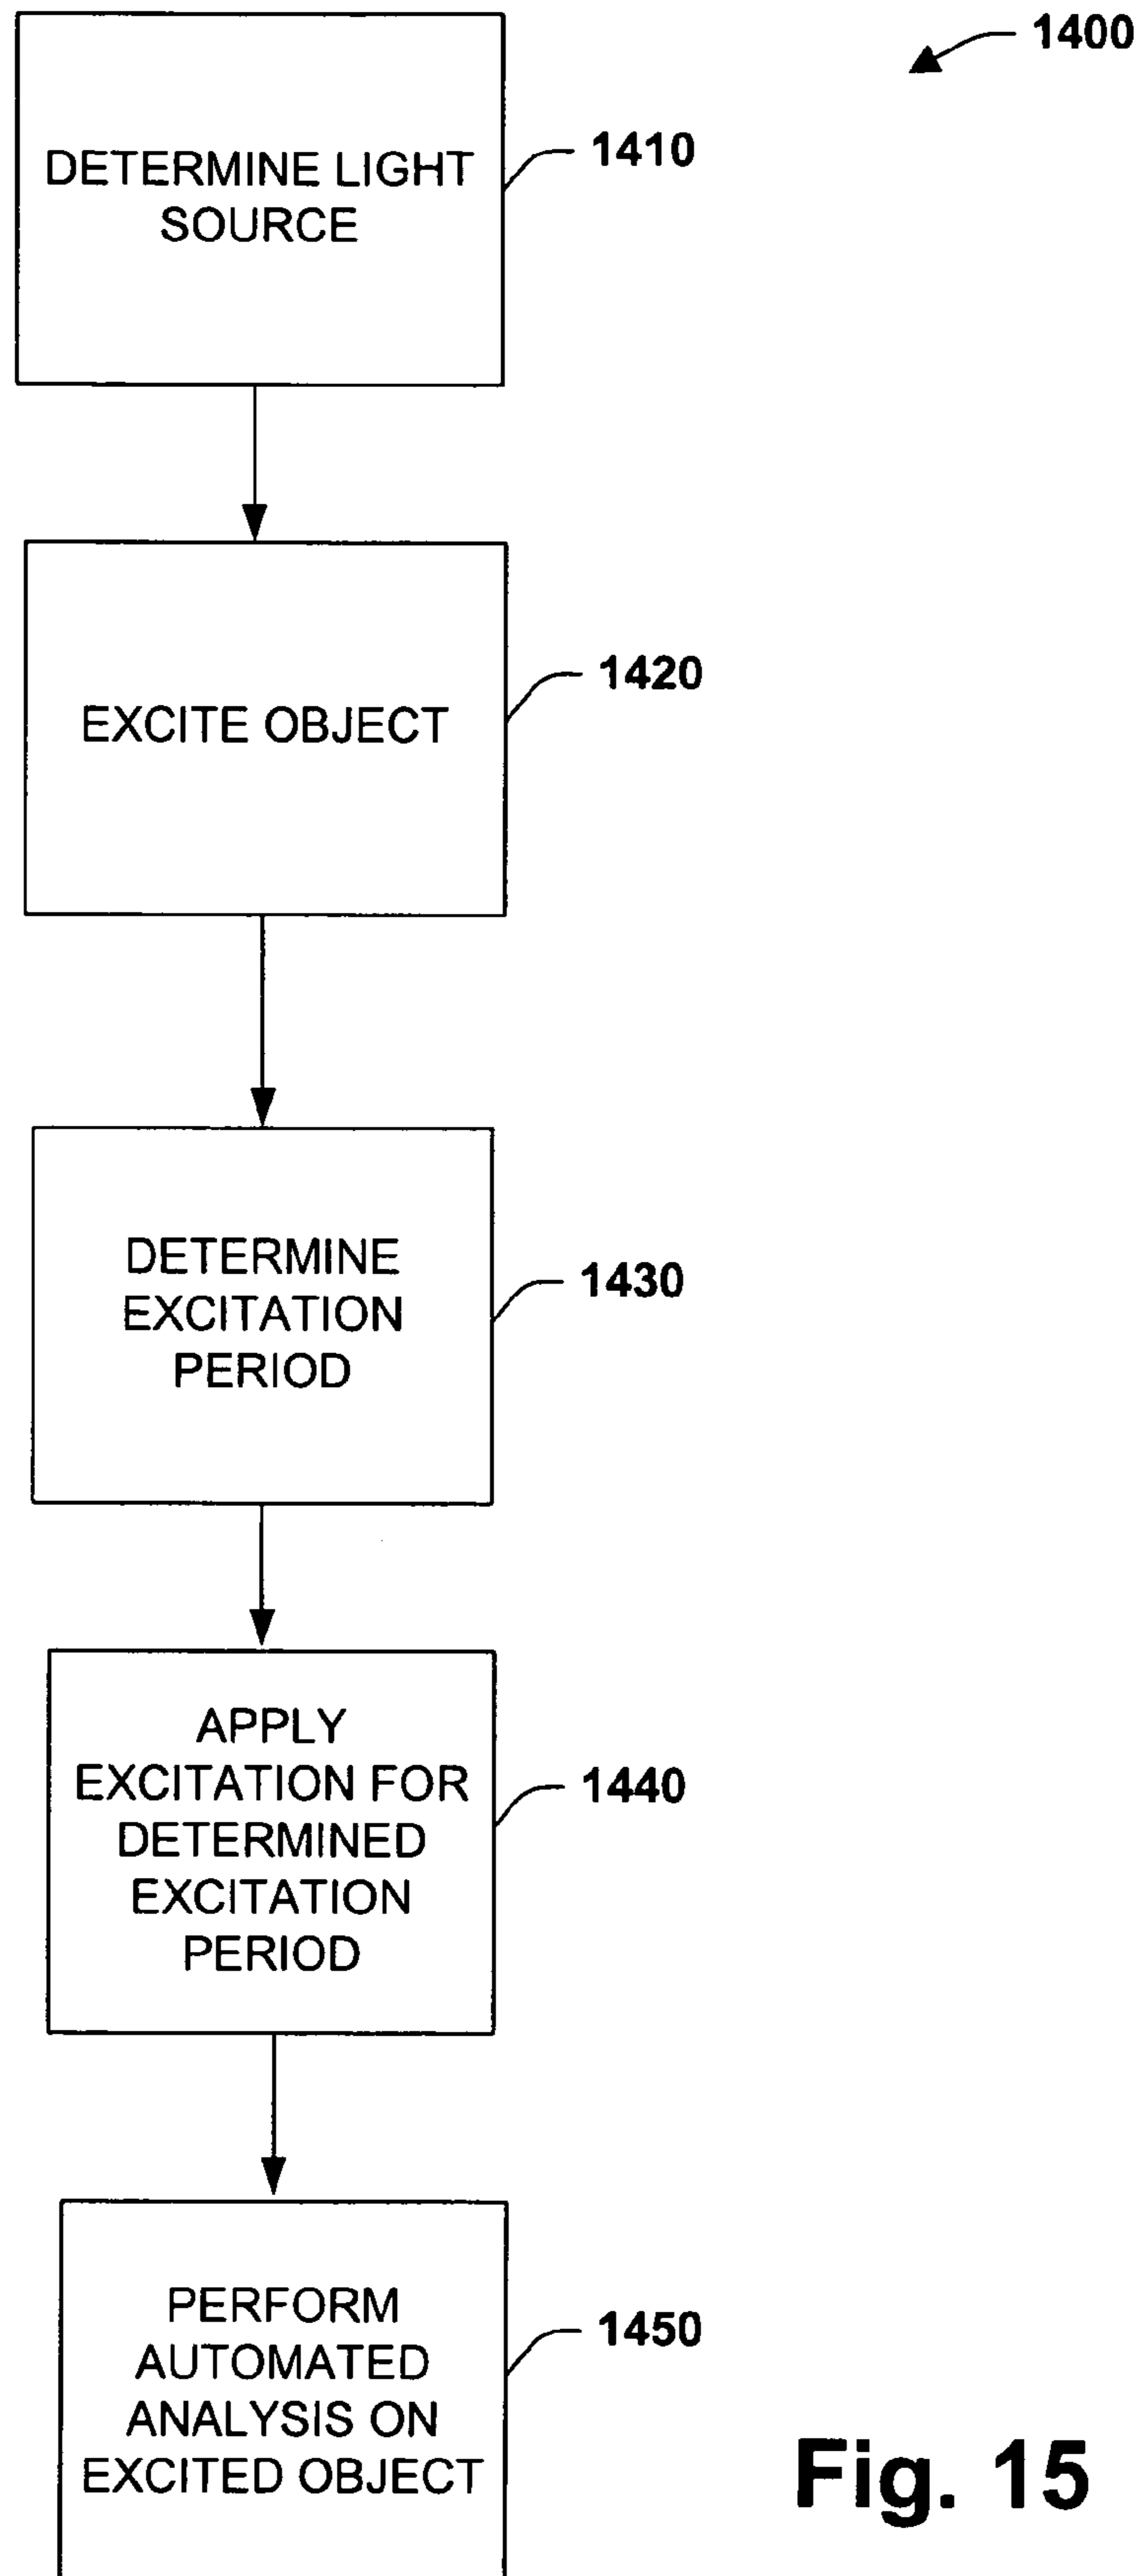 1400
DETERMINE LIGHT
SOURCE
1410
EXCITE OBJECT
1420
DETERMINE
EXCITATION
PERIOD
1430
APPLY
EXCITATION FOR
DETERMINED
EXCITATION
PERIOD
1440
PERFORM
AUTOMATED
ANALYSIS ON
EXCITED OBJECT
1450
Fig. 15